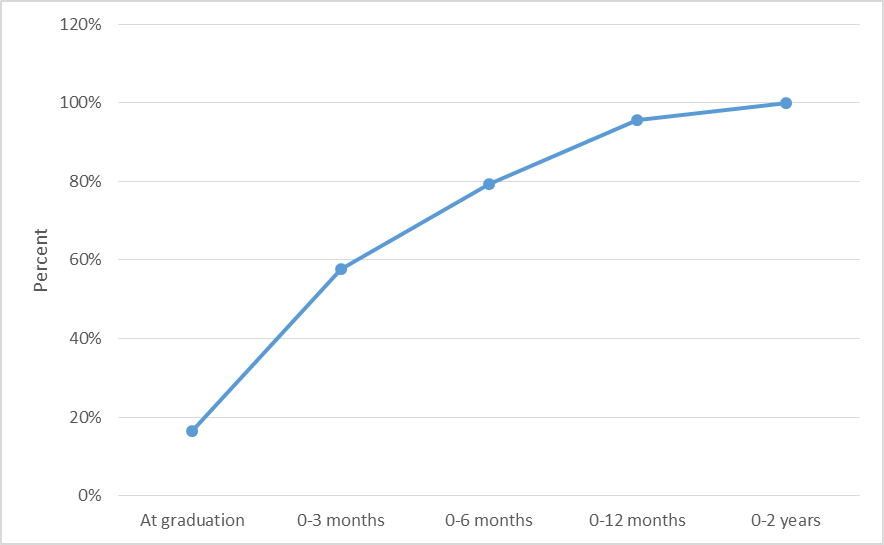 120%
100%
80%
60%
40%
20%
0%
Percent
At graduation
0-3 months
0-6 months
0-12 months
0-2 years